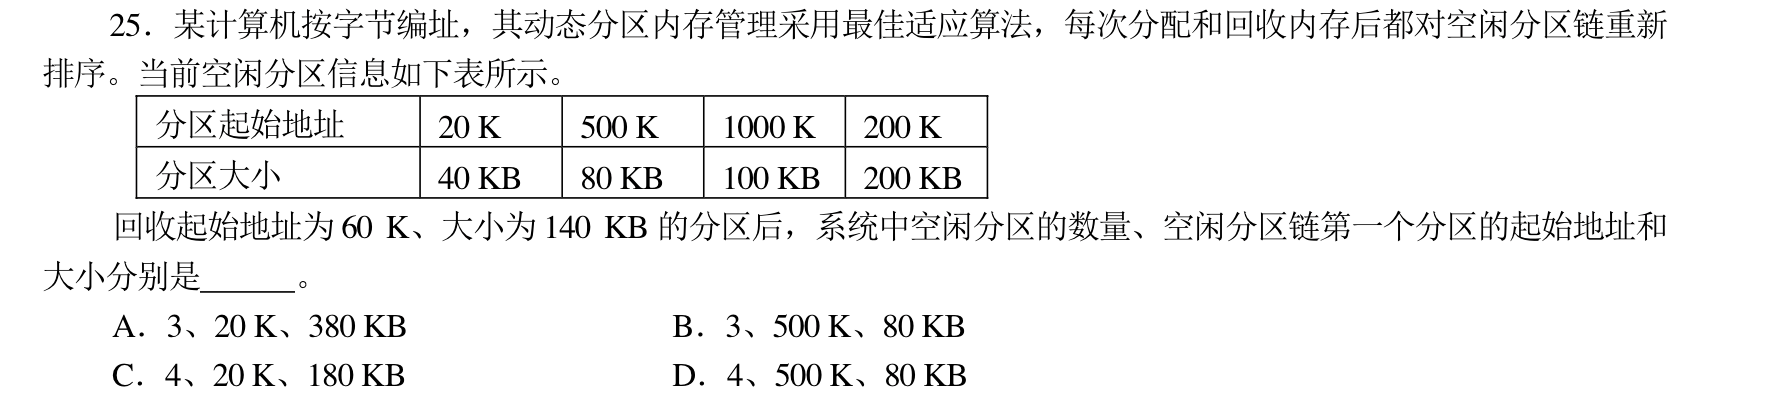 25．某计算机按字节编址，其动态分区内存管理采用最佳适应算法，每次分配和回收内存后都对空闲分区链重新
排序。当前空闲分区信息如下表所示。
分区起始地址 20 K 500 K 1000 K 200 K
分区大小 40 KB 80 KB 100 KB 200 KB
回收起始地址为 60 K、大小为 140 KB 的分区后，系统中空闲分区的数量、空闲分区链第一个分区的起始地址和
大小分别是______。
A．3、20 K、380 KB B．3、500 K、80 KB
C．4、20 K、180 KB D．4、500 K、80 KB